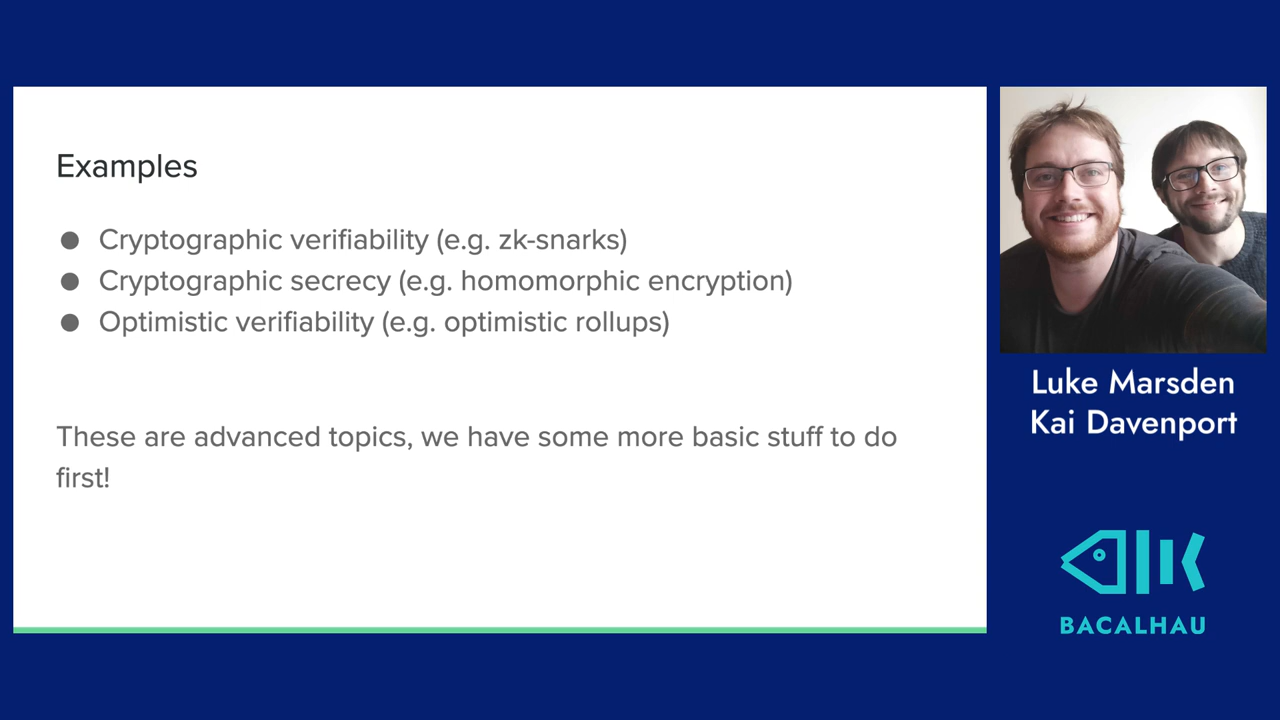 Examples
● Cryptographic verifiability (e.g. zk-snarks)
● Cryptographic secrecy (e.g. homomorphic encryption)
● Optimistic verifiability (e.g. optimistic rollups)
These are advanced topics, we have some more basic stuff to do
first!
Luke Marsden
Kai Davenport
BACALHAU